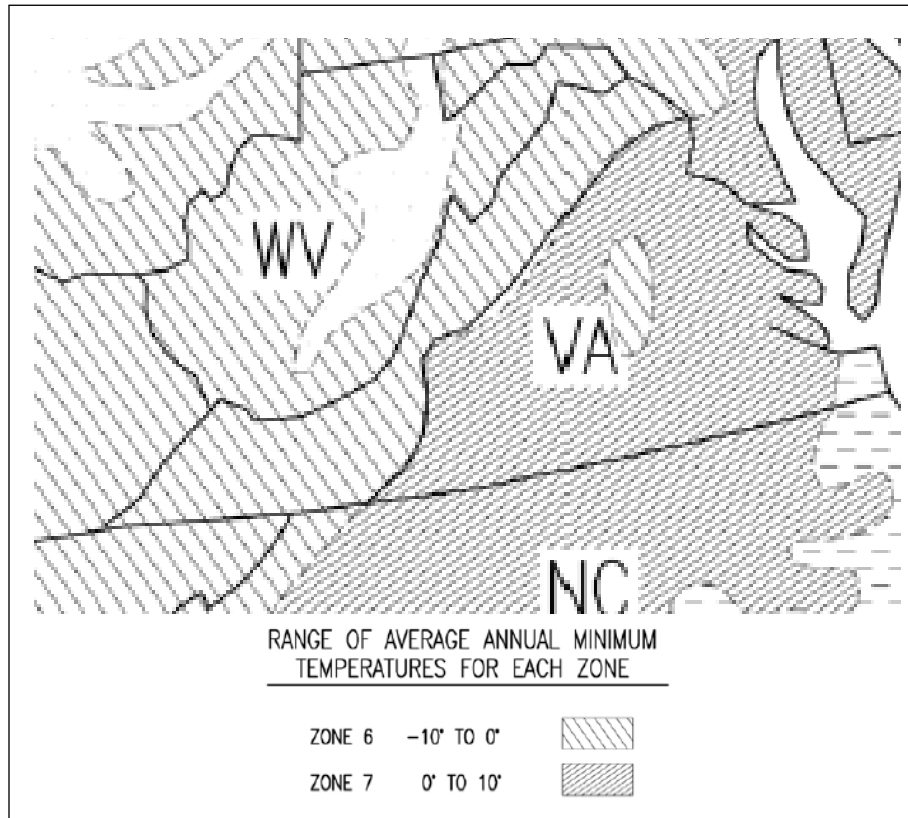 WV
VA
NC
RANGE OF AVERAGE ANNUAL MINIMUM
TEMPERATURES FOR EACH ZONE
ZONE 6 -10° TO 0°
ZONE 7 0° TO 10°